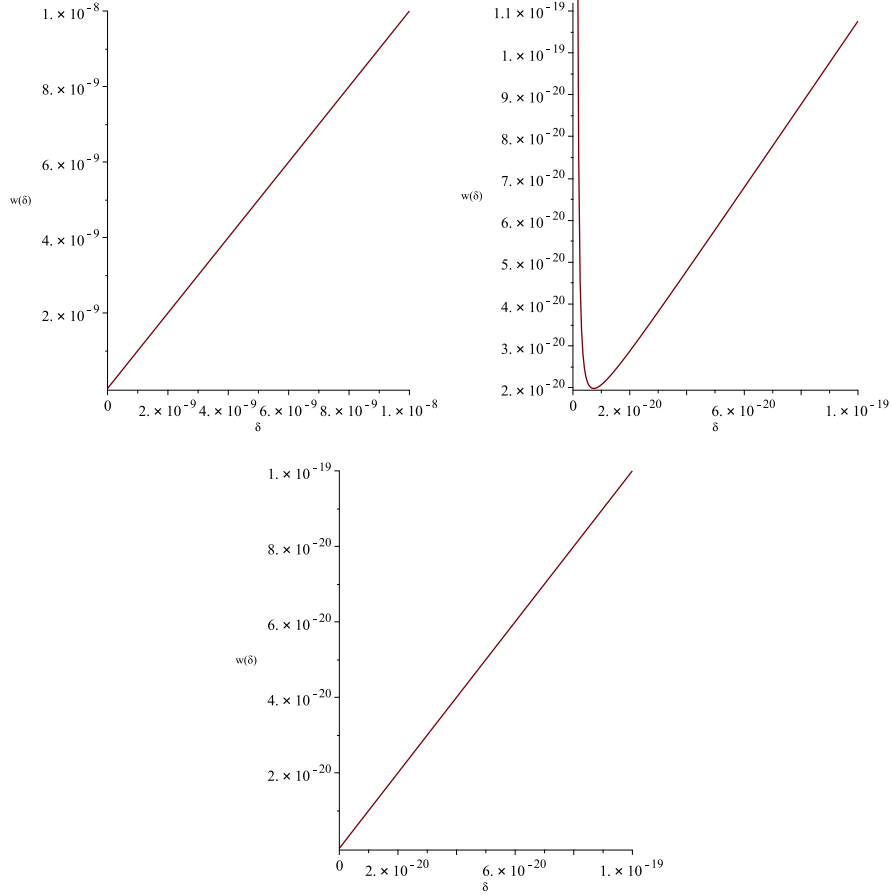 1. × 10⁻⁸
8. × 10⁻⁹
6. × 10⁻⁹
w(δ)
4. × 10⁻⁹
2. × 10⁻⁹
0 2. × 10⁻⁹ 4. × 10⁻⁹ 6. × 10⁻⁹ 8. × 10⁻⁹ 1. × 10⁻⁸
δ
1.1 × 10⁻¹⁹
1. × 10⁻¹⁹
9. × 10⁻²⁰
8. × 10⁻²⁰
7. × 10⁻²⁰
w(δ)
6. × 10⁻²⁰
5. × 10⁻²⁰
4. × 10⁻²⁰
3. × 10⁻²⁰
2. × 10⁻²⁰
0 2. × 10⁻²⁰ 6. × 10⁻²⁰ 1. × 10⁻¹⁹
δ
1. × 10⁻¹⁹
8. × 10⁻²⁰
6. × 10⁻²⁰
w(δ)
4. × 10⁻²⁰
2. × 10⁻²⁰
0 2. × 10⁻²⁰ 6. × 10⁻²⁰ 1. × 10⁻¹⁹
δ